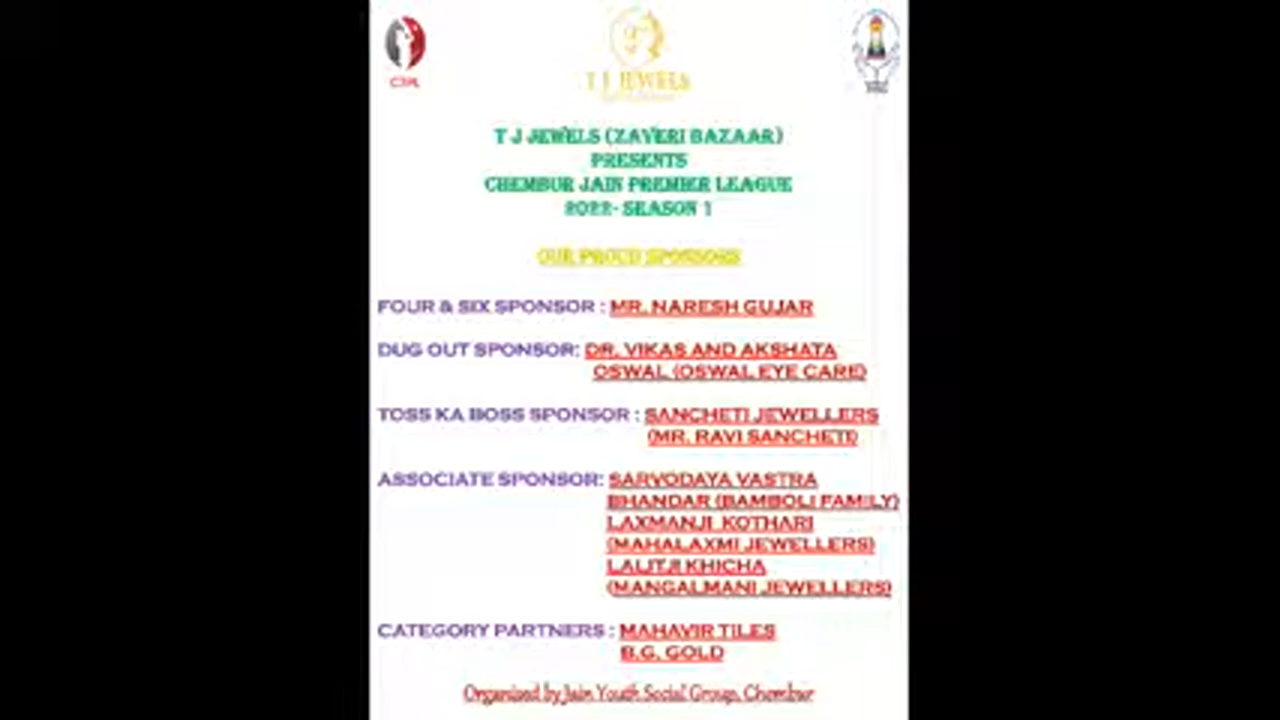 CJPL
T J JEWELS
T J JEWELS (ZAVERI BAZAAR)
PRESENTS
CHEMBUR JAIN PREMIER LEAGUE
2022- SEASON 1
OUR PROUD SPONSORS
FOUR & SIX SPONSOR : MR. NARESH GUJAR
DUG OUT SPONSOR: DR. VIKAS AND AKSHATA
OSWAL (OSWAL EYE CARE)
TOSS KA BOSS SPONSOR : SANCHETI JEWELLERS
(MR. RAVI SANCHETI)
ASSOCIATE SPONSOR: SARVODAYA VASTRA
BHANDAR (BAMBOLI FAMILY)
LAXMANJI KOTHARI
(MAHALAXMI JEWELLERS)
LALITJI KHICHA
(MANGALMANI JEWELLERS)
CATEGORY PARTNERS : MAHAVIR TILES
B.G. GOLD
Organised by Jain Youth Social Group, Chembur